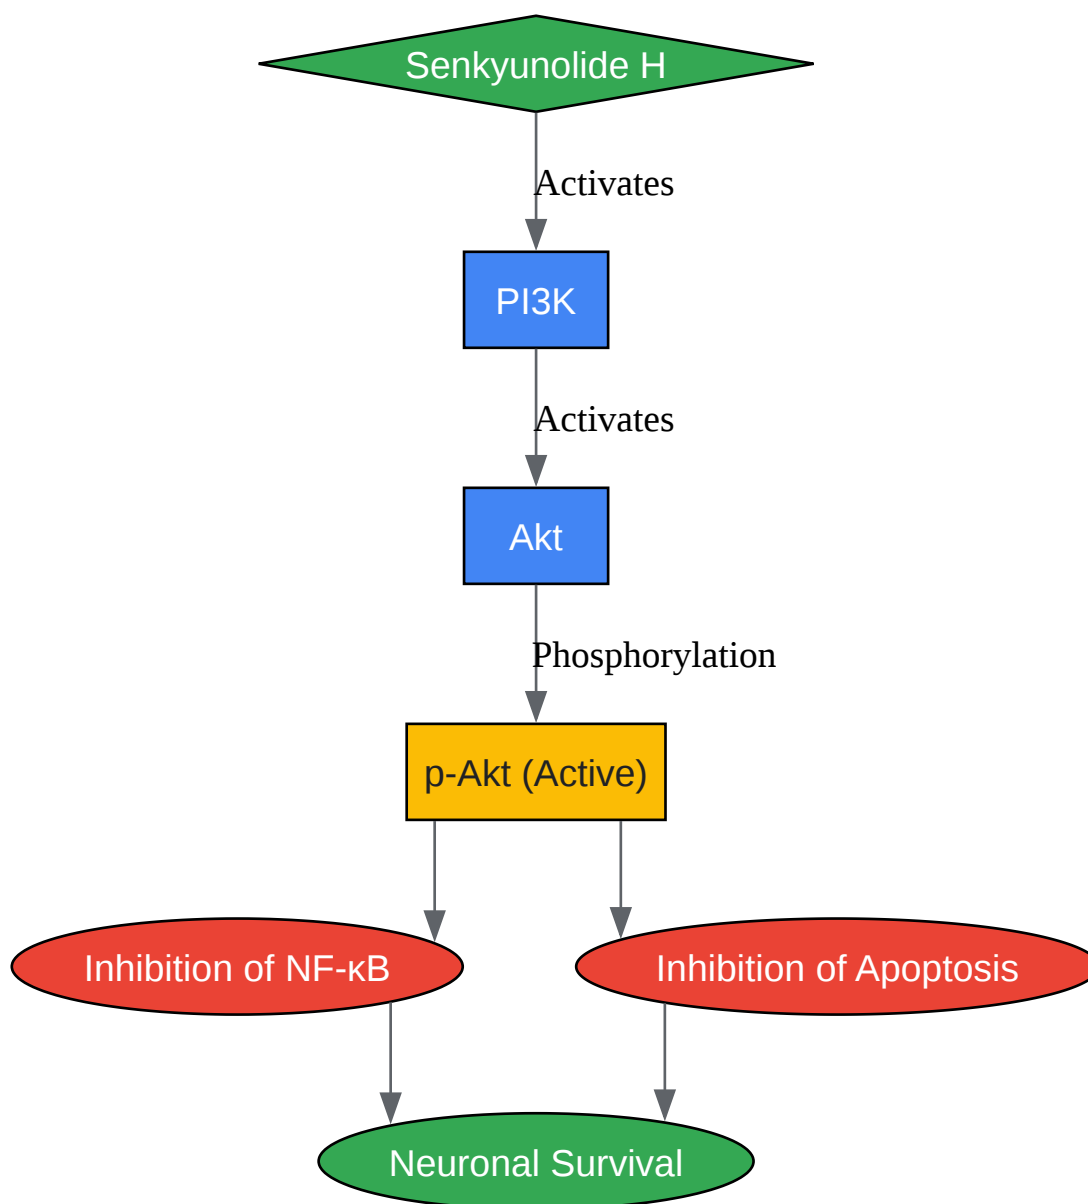 Senkyunolide H
Activates
PI3K
Activates
Akt
Phosphorylation
p-Akt (Active)
Inhibition of NF-κB
Inhibition of Apoptosis
Neuronal Survival